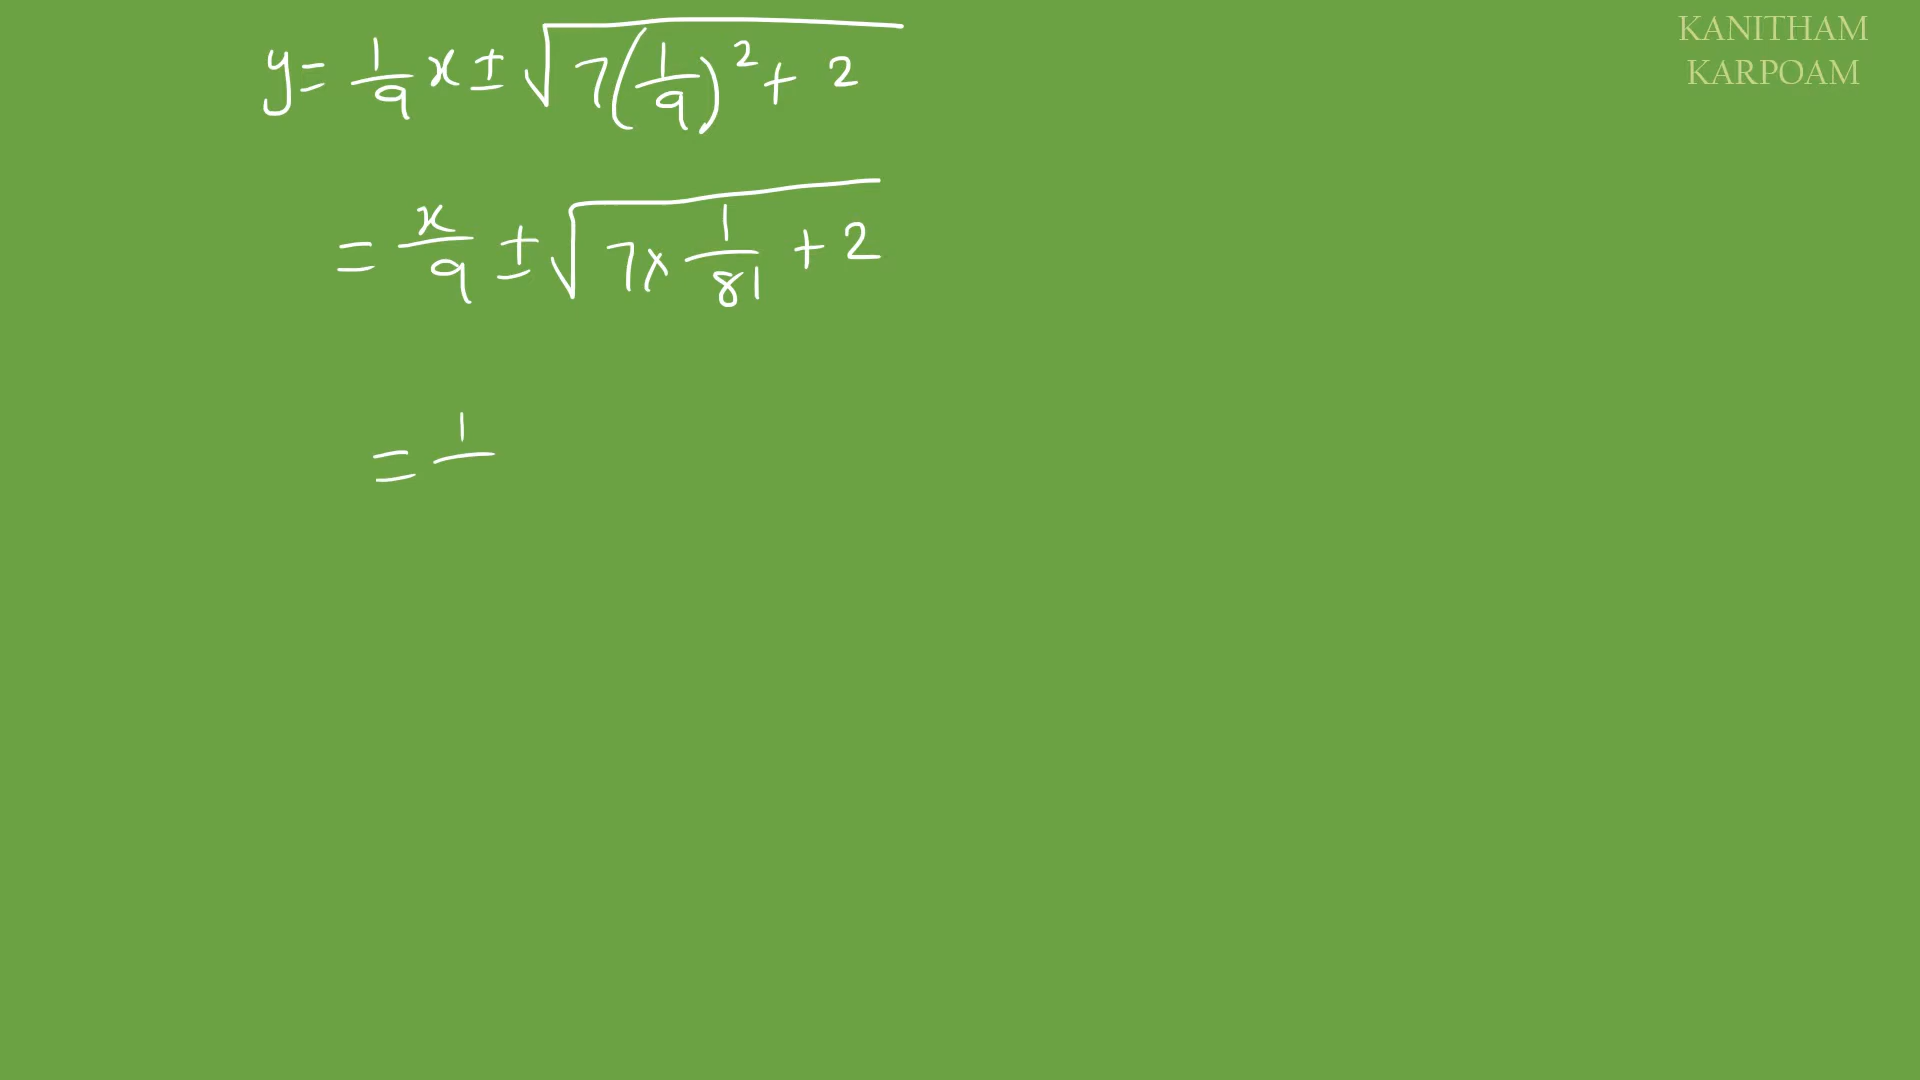 y = 1/9 x ± √(7(1/9)² + 2)
= x/9 ± √(7 × 1/81 + 2)
= 1/
KANITHAM
KARPOAM